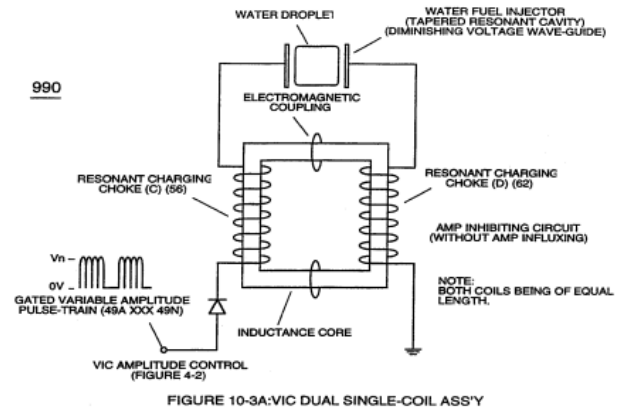 WATER DROPLET
WATER FUEL INJECTOR
(TAPERED RESONANT CAVITY)
(DIMINISHING VOLTAGE WAVE-GUIDE)
990
ELECTROMAGNETIC
COUPLING
RESONANT CHARGING
CHOKE (C) (56)
RESONANT CHARGING
CHOKE (D) (62)
AMP INHIBITING CIRCUIT
(WITHOUT AMP INFLUXING)
Vn
0V
GATED VARIABLE AMPLITUDE
PULSE-TRAIN (49A XXX 49N)
NOTE:
BOTH COILS BEING OF EQUAL
LENGTH.
INDUCTANCE CORE
VIC AMPLITUDE CONTROL
(FIGURE 4-2)
FIGURE 10-3A:VIC DUAL SINGLE-COIL ASS'Y